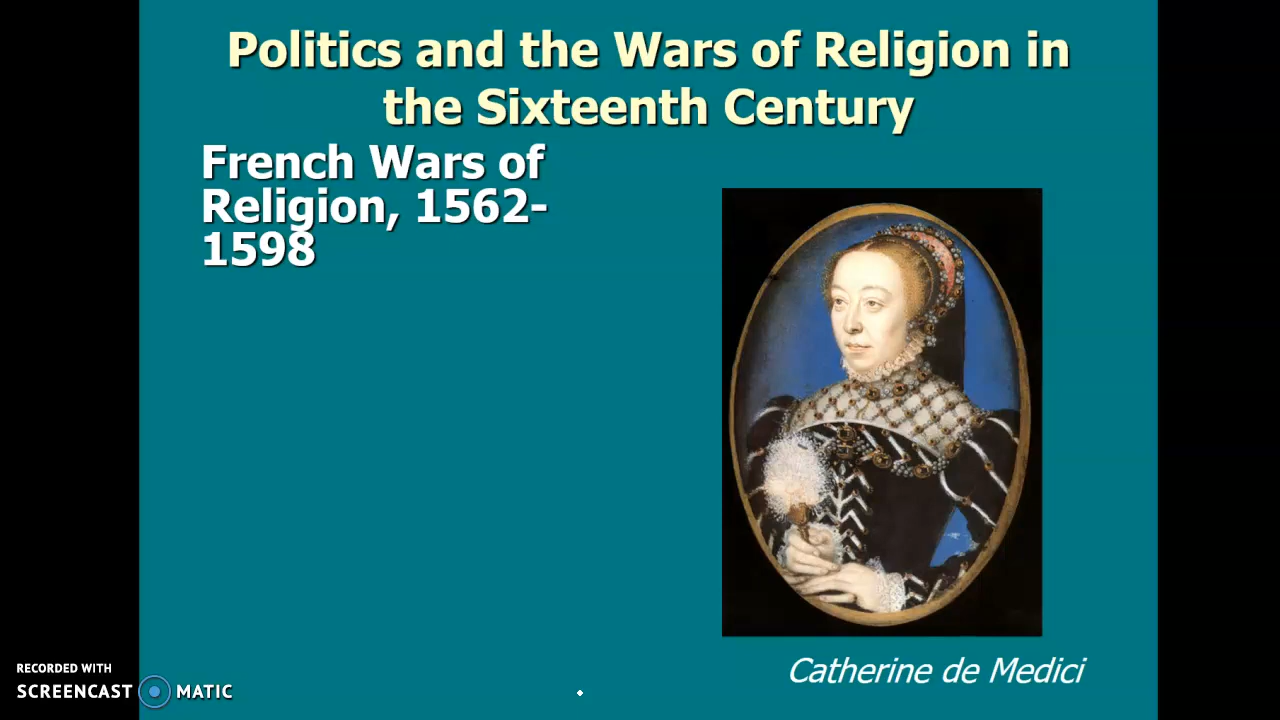 Politics and the Wars of Religion in
the Sixteenth Century
French Wars of
Religion, 1562-
1598
Catherine de Medici
RECORDED WITH
SCREENCAST MATIC